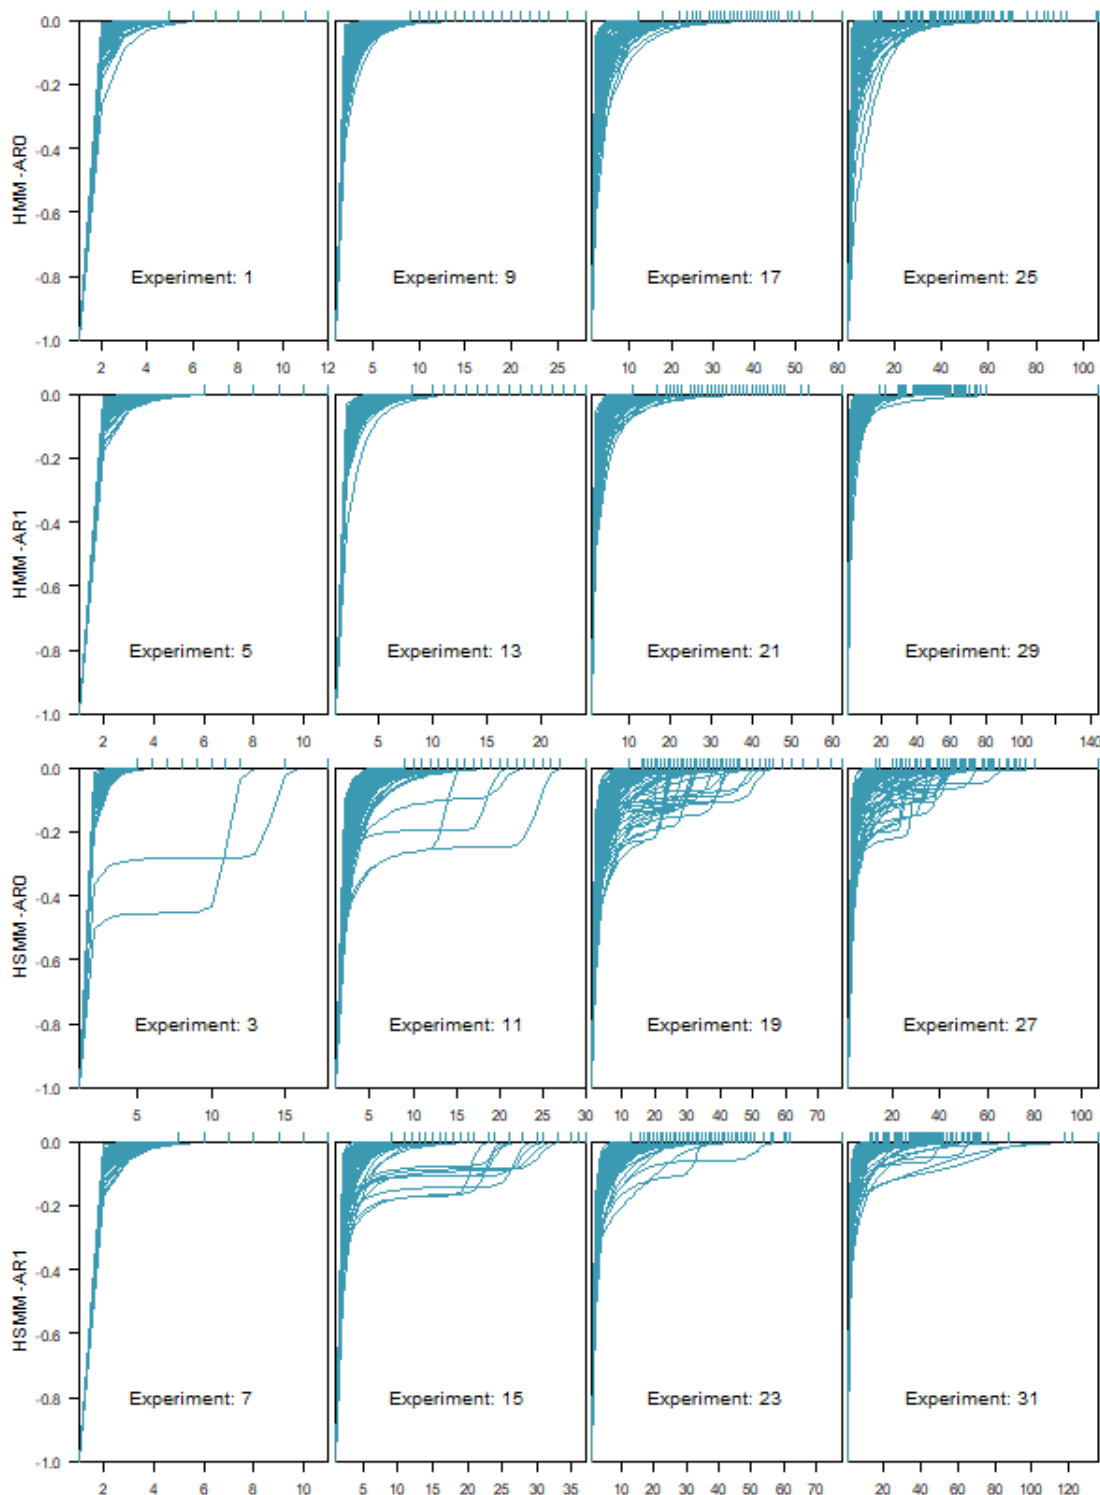 HMM-AR0
0.0
-0.2
-0.4
-0.6
-0.8
-1.0
Experiment: 1
Experiment: 9
Experiment: 17
Experiment: 25
2 4 6 8 10 12 5 10 15 20 25 10 20 30 40 50 60 20 40 60 80 100
HMM-AR1
0.0
-0.2
-0.4
-0.6
-0.8
-1.0
Experiment: 5
Experiment: 13
Experiment: 21
Experiment: 29
2 4 6 8 10 5 10 15 20 10 20 30 40 50 60 20 40 60 80 100 140
HSMM-AR0
0.0
-0.2
-0.4
-0.6
-0.8
-1.0
Experiment: 3
Experiment: 11
Experiment: 19
Experiment: 27
5 10 15 5 10 15 20 25 30 10 20 30 40 50 60 70 20 40 60 80 100
HSMM-AR1
0.0
-0.2
-0.4
-0.6
-0.8
-1.0
Experiment: 7
Experiment: 15
Experiment: 23
Experiment: 31
2 4 6 8 10 5 10 15 20 25 30 35 10 20 30 40 50 60 70 20 40 60 80 100 120